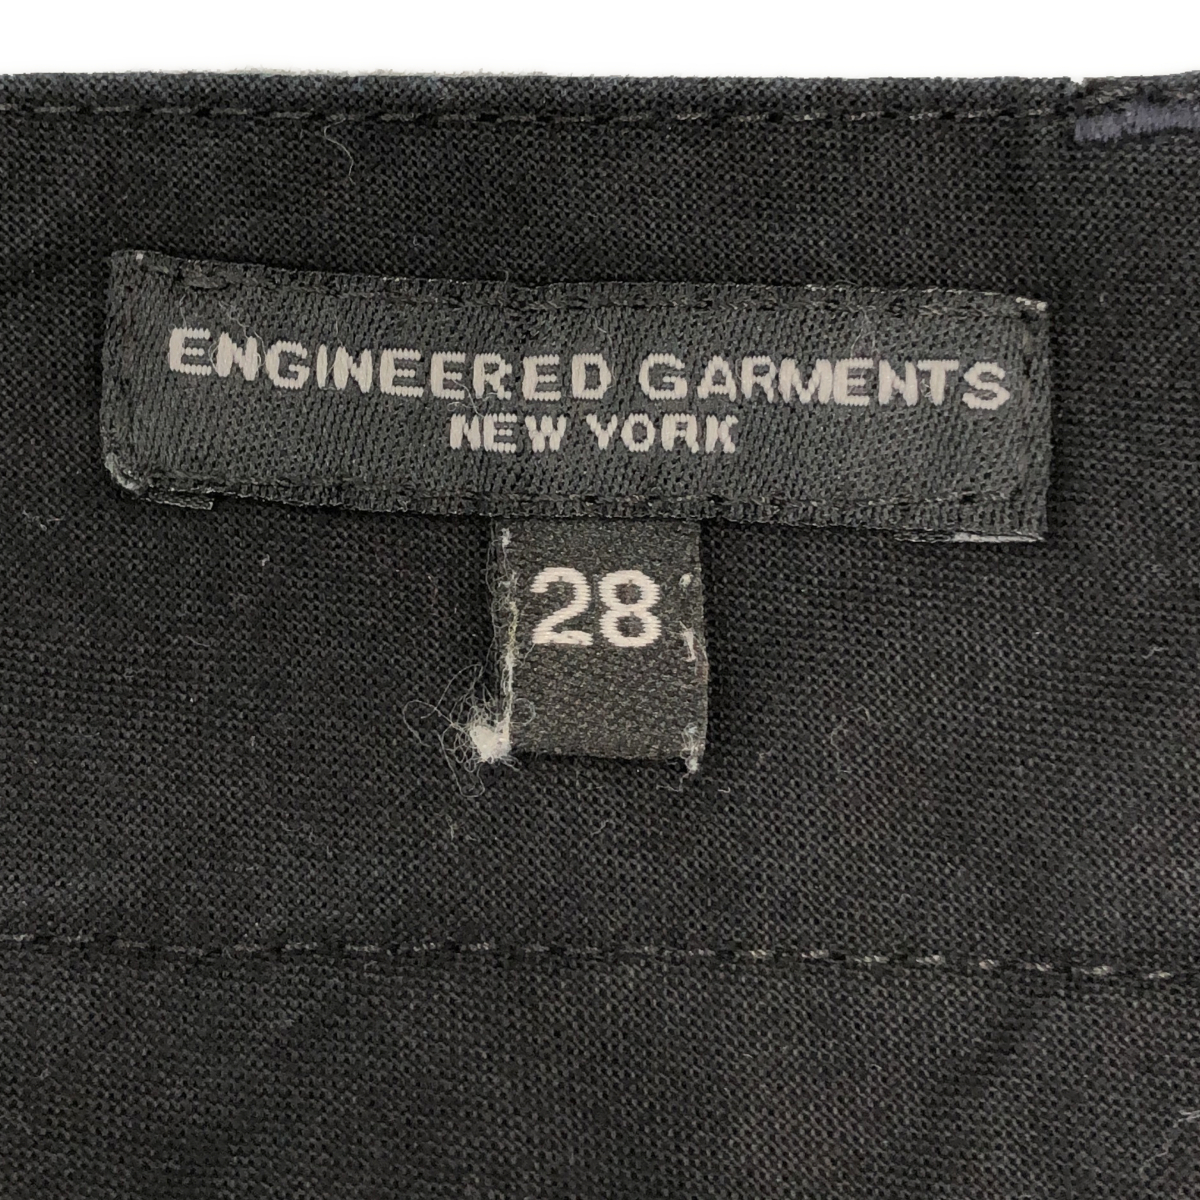 ENGINEERED GARMENTS
NEW YORK
28